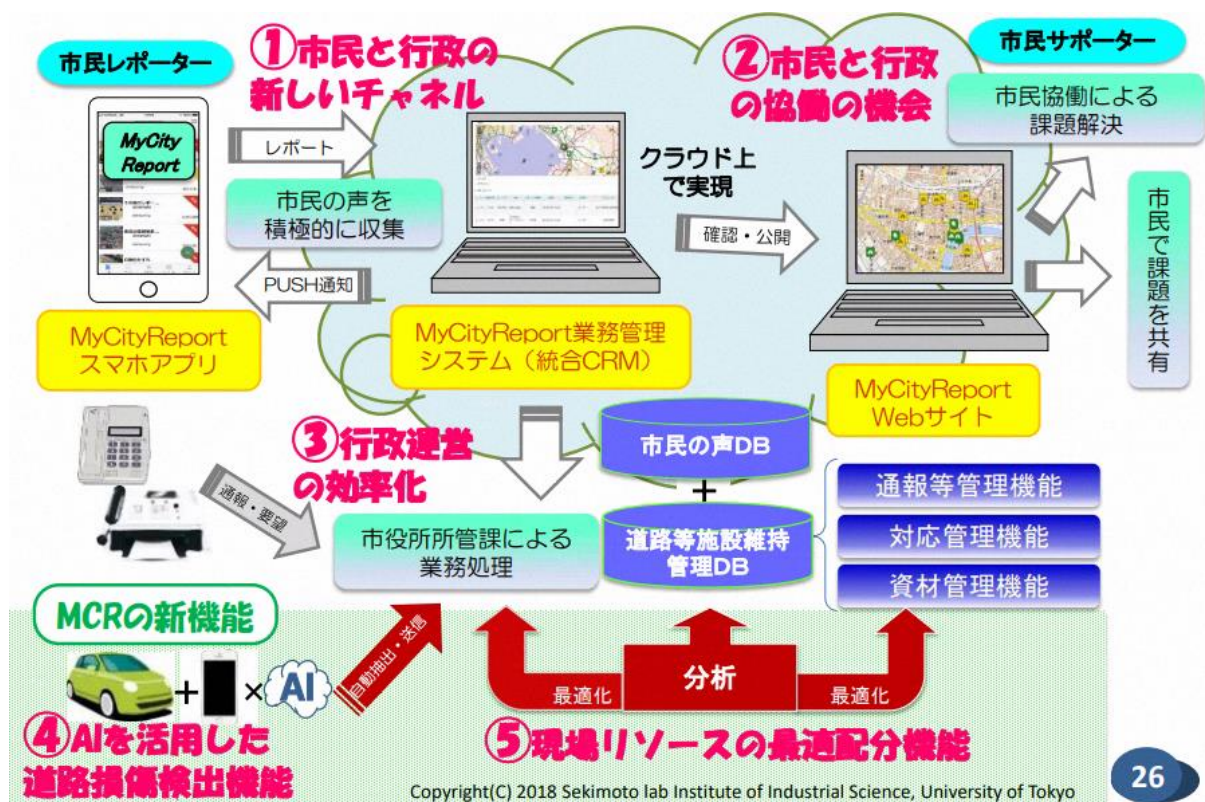 市民レポーター
①市民と行政の
新しいチャネル
②市民と行政
の協働の機会
市民サポーター
市民協働による
課題解決
MyCity
Report
レポート
市民の声を
積極的に収集
PUSH通知
クラウド上
で実現
確認・公開
市民で課題を共有
MyCityReport
スマホアプリ
MyCityReport業務管理
システム（統合CRM）
MyCityReport
Webサイト
③行政運営
の効率化
通報・要望
市役所所管課による
業務処理
市民の声DB
+
道路等施設維持
管理DB
通報等管理機能
対応管理機能
資材管理機能
MCRの新機能
+
×
AI
自動抽出・送信
最適化
分析
最適化
④AIを活用した
道路損傷検出機能
⑤現場リソースの最適配分機能
Copyright(C) 2018 Sekimoto lab Institute of Industrial Science, University of Tokyo
26